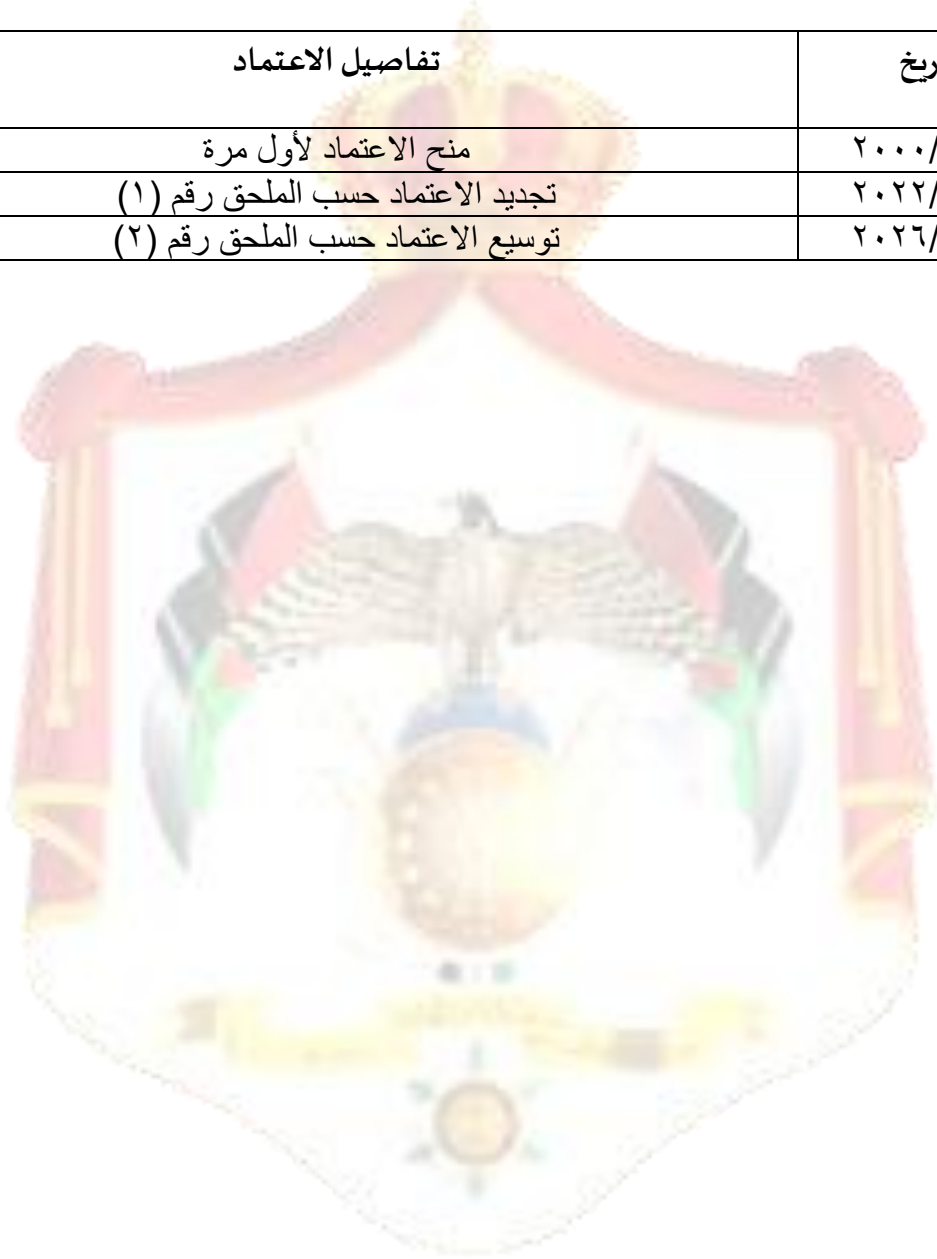 ريخ تفاصيل الاعتماد
/٢٠٠٠ منح الاعتماد لأول مرة
/٢٠٢٢ تجديد الاعتماد حسب الملحق رقم (١)
/٢٠٢٦ توسيع الاعتماد حسب الملحق رقم (٢)